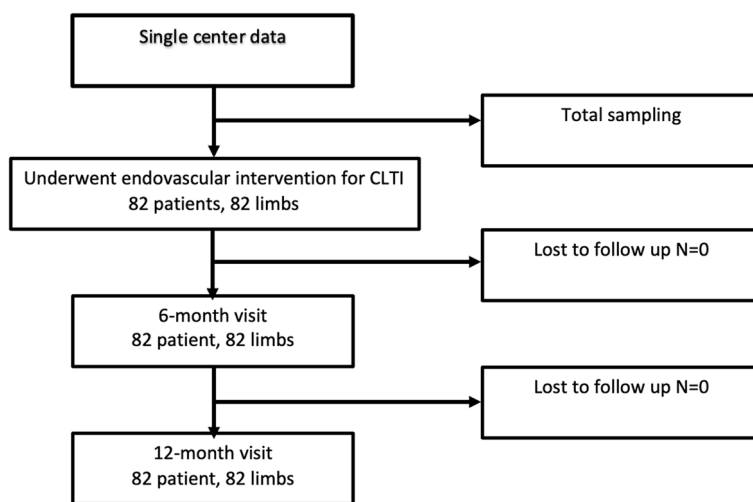 Single center data
Total sampling
Underwent endovascular intervention for CLTI
82 patients, 82 limbs
Lost to follow up N=0
6-month visit
82 patient, 82 limbs
Lost to follow up N=0
12-month visit
82 patient, 82 limbs